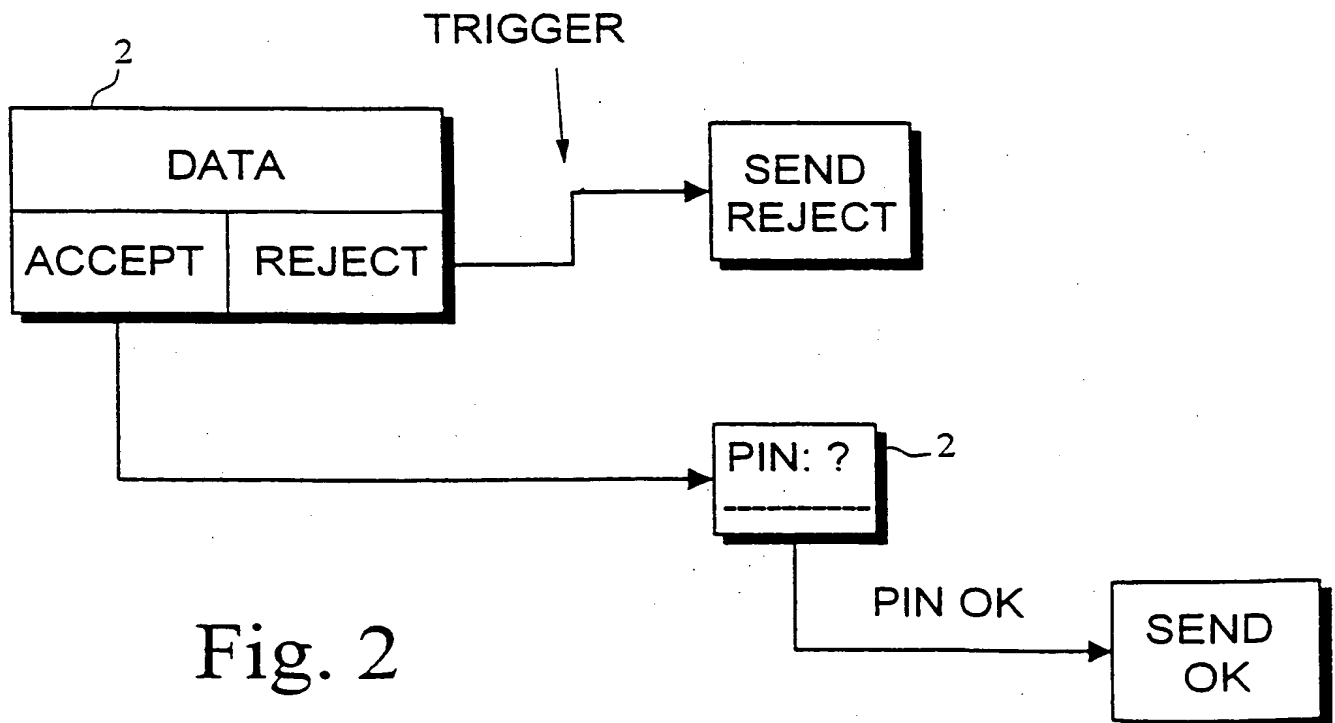 TRIGGER
2
DATA
ACCEPT
REJECT
SEND
REJECT
PIN: ?
2
PIN OK
SEND
OK
Fig. 2